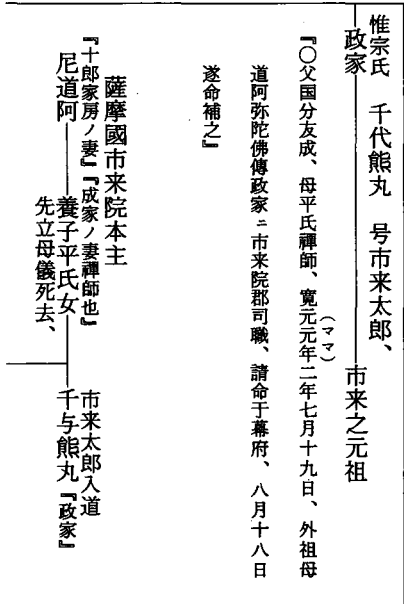 惟宗氏　千代熊丸　号市来太郎、
政家　市来之元祖
（ママ）
『○父国分友成、母平氏禪師、寛元元年二年七月十九日、外祖母
道阿弥陀佛傳政家ニ市来院郡司職、請命于幕府、八月十八日
遂命補之』
薩摩國市来院本主
『十郎家房ノ妻』『成家ノ妻禪師也』　市来太郎入道
尼道阿　養子平氏女　千与熊丸『政家』
先立母儀死去、